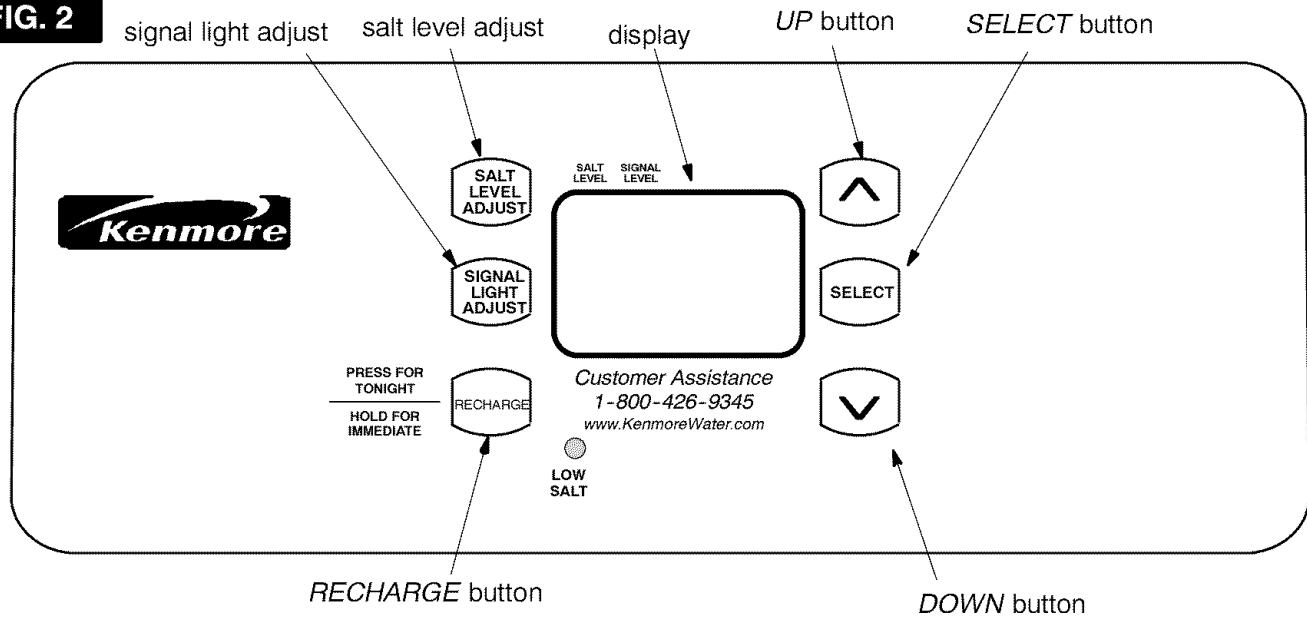 FIG. 2
signal light adjust
salt level adjust
display
UP button
SELECT button
SALT
LEVEL
SIGNAL
LEVEL
SALT
LEVEL
ADJUST
Kenmore
SIGNAL
LIGHT
ADJUST
SELECT
PRESS FOR
TONIGHT
HOLD FOR
IMMEDIATE
RECHARGE
Customer Assistance
1-800-426-9345
www.KenmoreWater.com
LOW
SALT
RECHARGE button
DOWN button